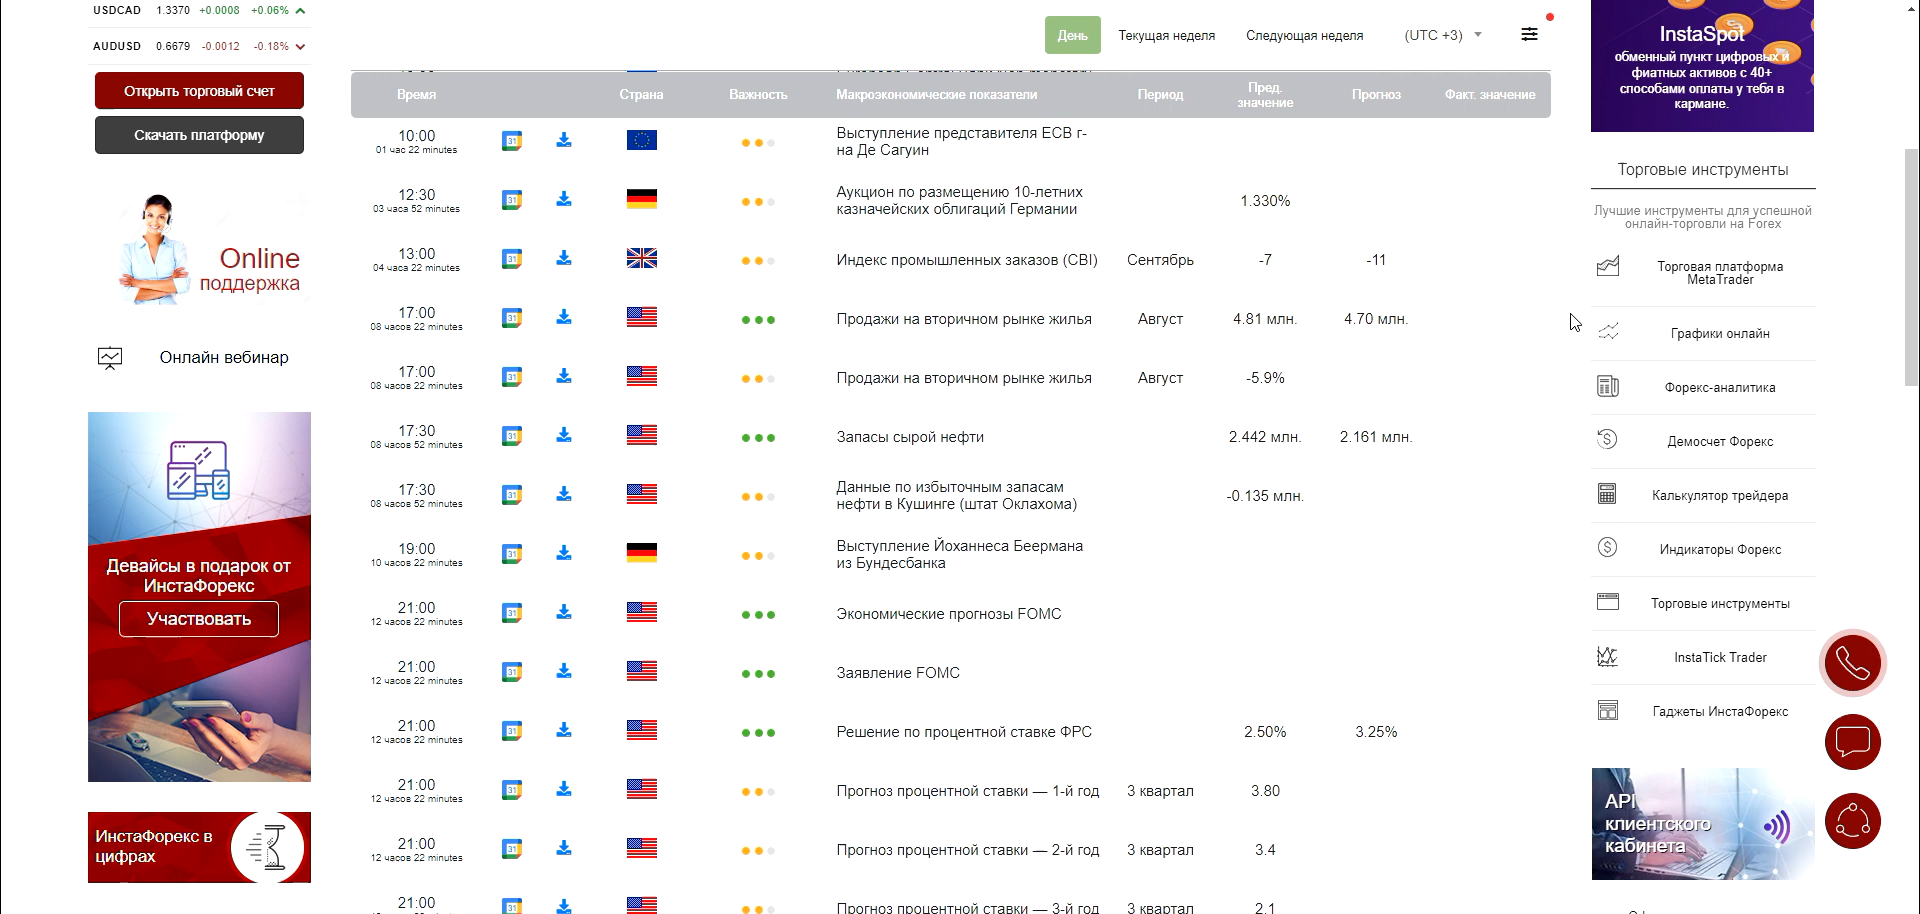 USDCAD 1.3370 +0.0008 +0.06%
AUDUSD 0.6679 -0.0012 -0.18%
Открыть торговый счет
Скачать платформу
Online
поддержка
Онлайн вебинар
Девайсы в подарок от
ИнстаФорекс
Участвовать
ИнстаФорекс в
цифрах
День Текущая неделя Следующая неделя (UTC +3)
Время Страна Важность Макроэкономические показатели Период Пред. значение Прогноз Факт. значение
10:00 Выступление представителя ЕСВ г-
01 час 22 minutes на Де Сагуин
12:30 Аукцион по размещению 10-летних 1.330%
03 часа 52 minutes казначейских облигаций Германии
13:00 Индекс промышленных заказов (CBI) Сентябрь -7 -11
04 часа 22 minutes
17:00 Продажи на вторичном рынке жилья Август 4.81 млн. 4.70 млн.
08 часов 22 minutes
17:00 Продажи на вторичном рынке жилья Август -5.9%
08 часов 22 minutes
17:30 Запасы сырой нефти 2.442 млн. 2.161 млн.
08 часов 52 minutes
17:30 Данные по избыточным запасам -0.135 млн.
08 часов 52 minutes нефти в Кушинге (штат Оклахома)
19:00 Выступление Йоханнеса Беермана
10 часов 22 minutes из Бундесбанка
21:00 Экономические прогнозы FOMC
12 часов 22 minutes
21:00 Заявление FOMC
12 часов 22 minutes
21:00 Решение по процентной ставке ФРС 2.50% 3.25%
12 часов 22 minutes
21:00 Прогноз процентной ставки — 1-й год 3 квартал 3.80
12 часов 22 minutes
21:00 Прогноз процентной ставки — 2-й год 3 квартал 3.4
12 часов 22 minutes
21:00 Прогноз процентной ставки — 3-й год 3 квартал 2.1
InstaSpot
обменный пункт цифровых и
фиатных активов с 40+
способами оплаты у тебя в
кармане.
Торговые инструменты
Лучшие инструменты для успешной
онлайн-торговли на Forex
Торговая платформа
MetaTrader
Графики онлайн
Форекс-аналитика
Демосчет Форекс
Калькулятор трейдера
Индикаторы Форекс
Торговые инструменты
InstaTick Trader
Гаджеты ИнстаФорекс
API
клиентского
кабинета